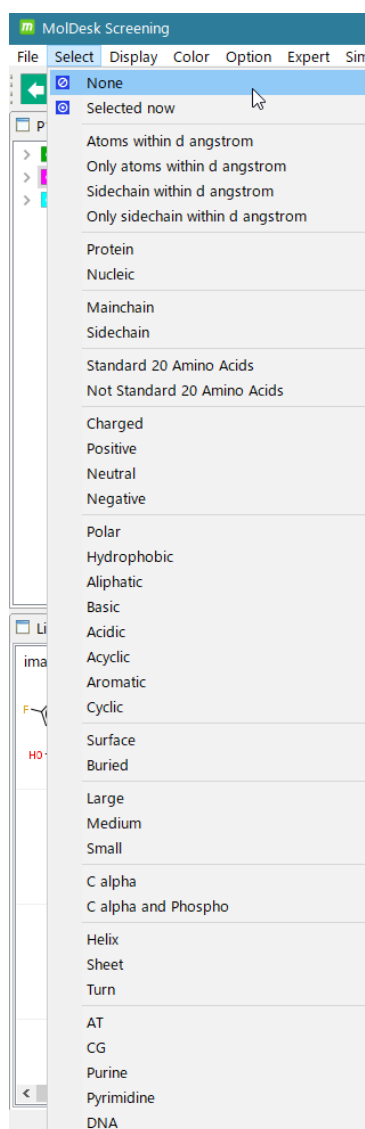 m MolDesk Screening
File Select Display Color Option Expert
None
Selected now
Atoms within d angstrom
Only atoms within d angstrom
Sidechain within d angstrom
Only sidechain within d angstrom
Protein
Nucleic
Mainchain
Sidechain
Standard 20 Amino Acids
Not Standard 20 Amino Acids
Charged
Positive
Neutral
Negative
Polar
Hydrophobic
Aliphatic
Basic
Acidic
Acyclic
Aromatic
Cyclic
Surface
Buried
Large
Medium
Small
C alpha
C alpha and Phospho
Helix
Sheet
Turn
AT
CG
Purine
Pyrimidine
DNA
Li
ima
F
HO